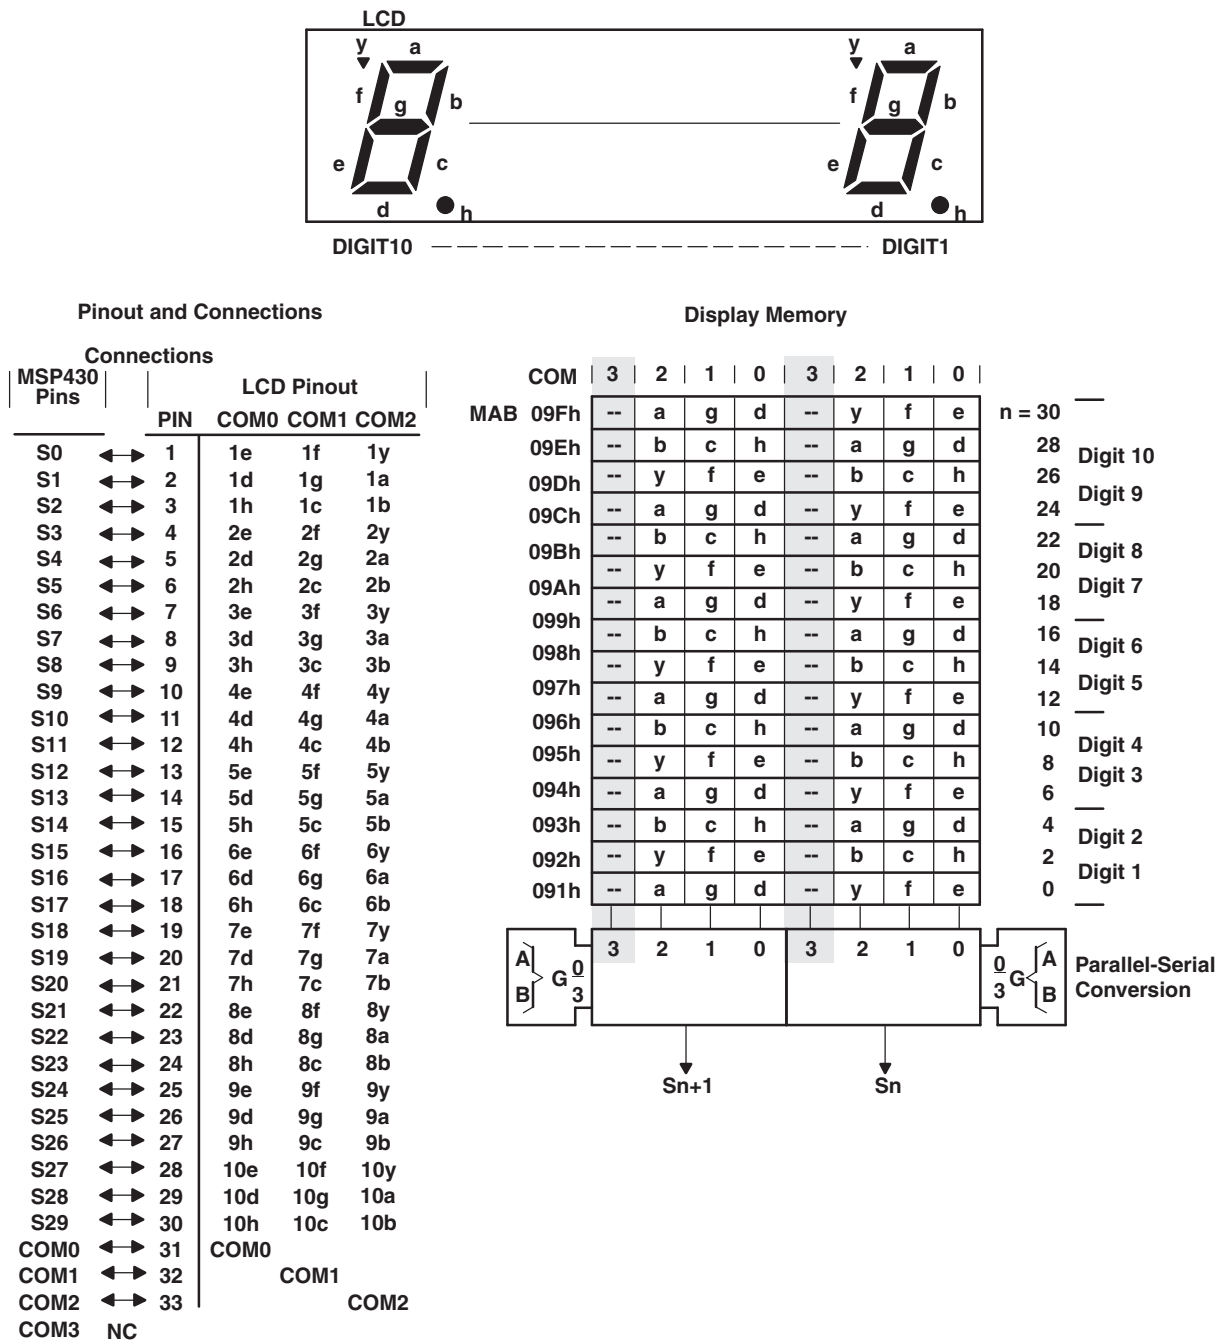 LCD
y a y a
f g b f g b
e c e c
d h d h
DIGIT10 DIGIT1
Pinout and Connections
Connections
MSP430 Pins LCD Pinout
PIN COM0 COM1 COM2
S0 1 1e 1f 1y
S1 2 1d 1g 1a
S2 3 1h 1c 1b
S3 4 2e 2f 2y
S4 5 2d 2g 2a
S5 6 2h 2c 2b
S6 7 3e 3f 3y
S7 8 3d 3g 3a
S8 9 3h 3c 3b
S9 10 4e 4f 4y
S10 11 4d 4g 4a
S11 12 4h 4c 4b
S12 13 5e 5f 5y
S13 14 5d 5g 5a
S14 15 5h 5c 5b
S15 16 6e 6f 6y
S16 17 6d 6g 6a
S17 18 6h 6c 6b
S18 19 7e 7f 7y
S19 20 7d 7g 7a
S20 21 7h 7c 7b
S21 22 8e 8f 8y
S22 23 8d 8g 8a
S23 24 8h 8c 8b
S24 25 9e 9f 9y
S25 26 9d 9g 9a
S26 27 9h 9c 9b
S27 28 10e 10f 10y
S28 29 10d 10g 10a
S29 30 10h 10c 10b
COM0 31 COM0
COM1 32 COM1
COM2 33 COM2
COM3 NC
Display Memory
COM 3 2 1 0 3 2 1 0
MAB 09Fh -- a g d -- y f e n = 30
09Eh -- b c h -- a g d 28 Digit 10
09Dh -- y f e -- b c h 26
09Ch -- a g d -- y f e 24 Digit 9
09Bh -- b c h -- a g d 22 Digit 8
09Ah -- y f e -- b c h 20 Digit 7
099h -- a g d -- y f e 18
098h -- b c h -- a g d 16 Digit 6
097h -- y f e -- b c h 14 Digit 5
096h -- a g d -- y f e 12
095h -- b c h -- a g d 10 Digit 4
094h -- y f e -- b c h 8 Digit 3
-- a g d -- y f e 6
093h -- b c h -- a g d 4 Digit 2
092h -- y f e -- b c h 2 Digit 1
091h -- a g d -- y f e 0
A B G 0 3 3 2 1 0 3 2 1 0 0 3 G A B
Parallel-Serial
Conversion
Sn+1 Sn